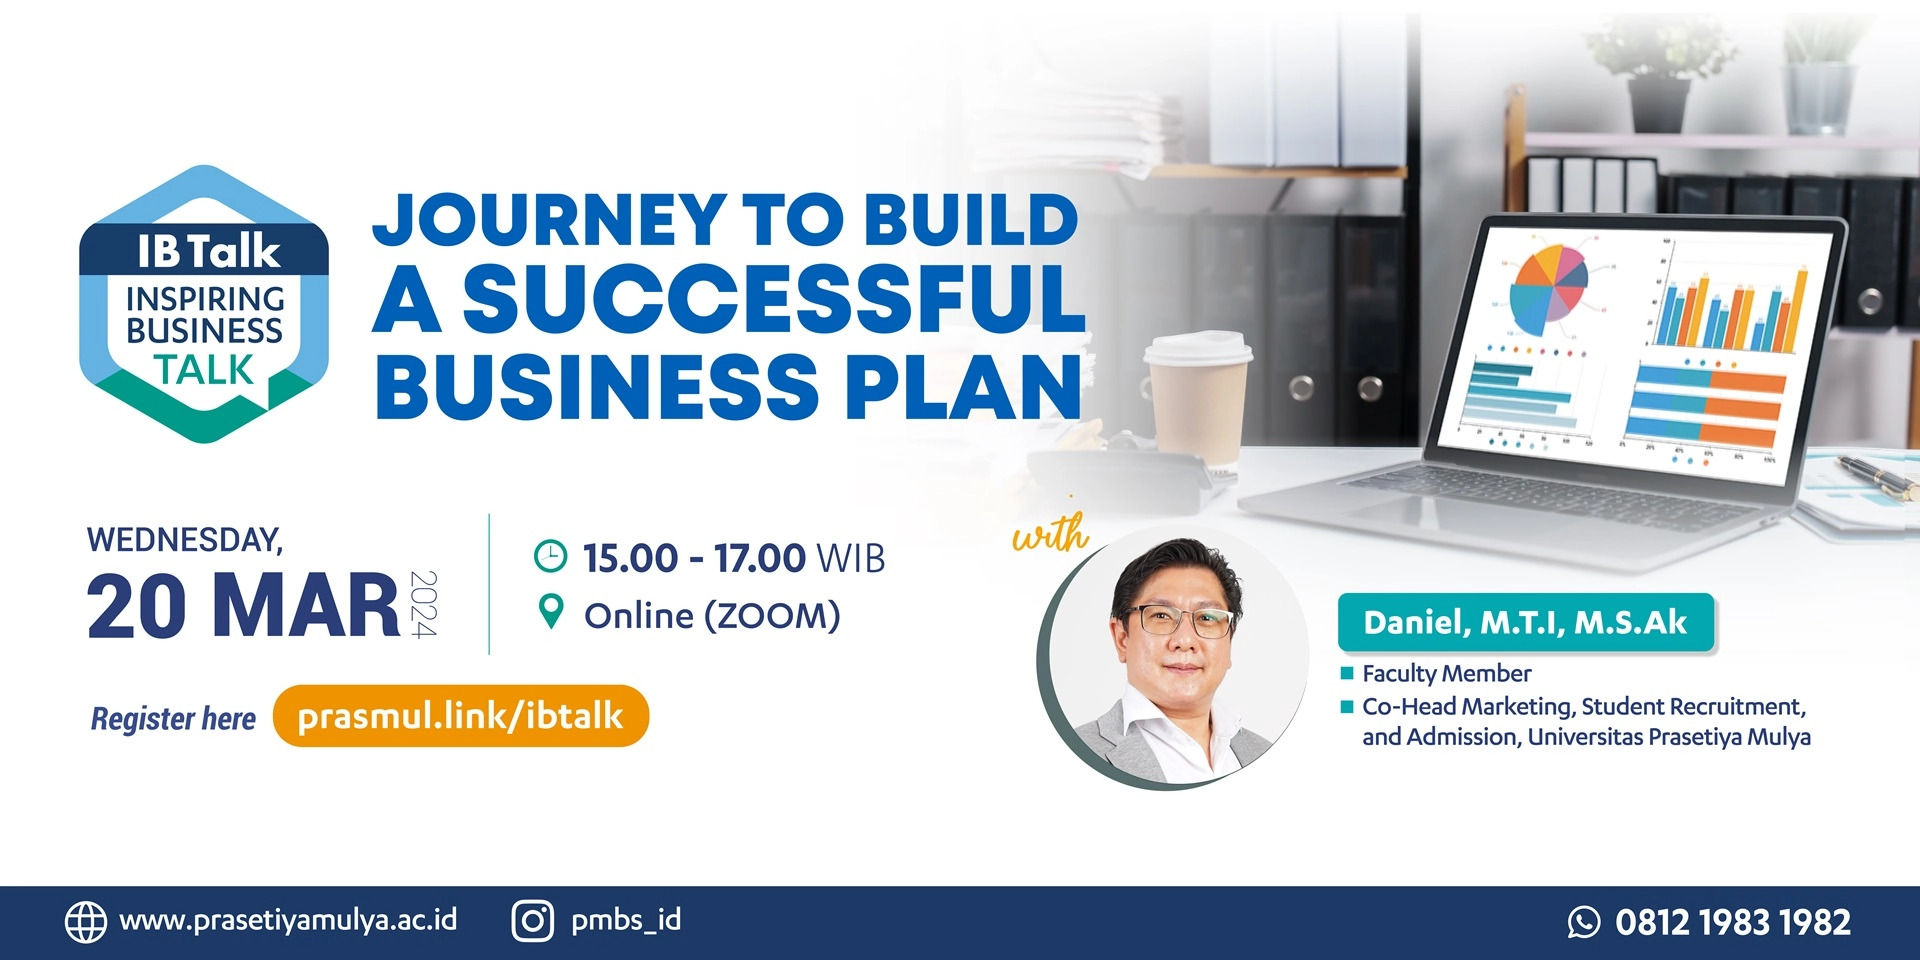 IB Talk
INSPIRING
BUSINESS
TALK
JOURNEY TO BUILD
A SUCCESSFUL
BUSINESS PLAN
WEDNESDAY,
20 MAR 2024
15.00 - 17.00 WIB
Online (ZOOM)
Register here prasmul.link/ibtalk
with
Daniel, M.T.I, M.S.Ak
Faculty Member
Co-Head Marketing, Student Recruitment,
and Admission, Universitas Prasetiya Mulya
www.prasetiyamulya.ac.id
pmbs_id
0812 1983 1982